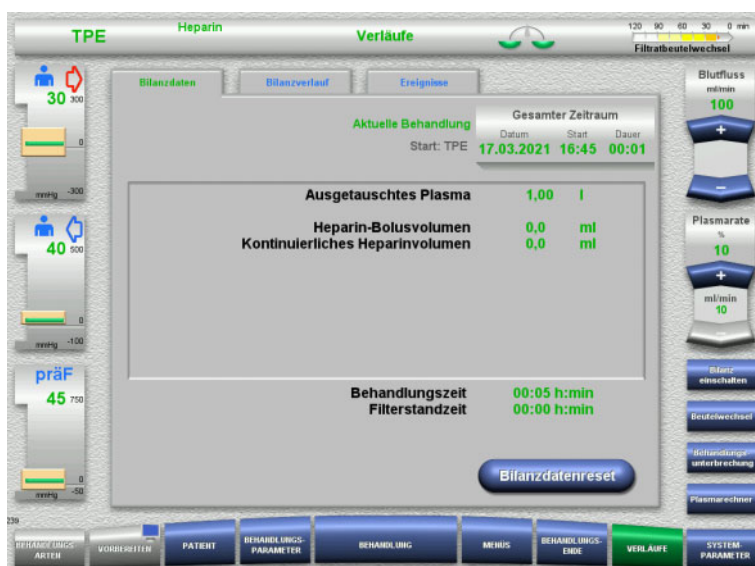 TPE
Heparin
Verläufe
120 90 60 30 0 min
Filtratbeutelwechsel
30
300
0
mmHg -300
40
500
0
mmHg -100
präF
45
750
0
mmHg -50
Bilanzdaten
Bilanzverlauf
Ereignisse
Aktuelle Behandlung
Start: TPE
Gesamter Zeitraum
Datum Start Dauer
17.03.2021 16:45 00:01
Ausgetauschtes Plasma 1,00 l
Heparin-Bolusvolumen 0,0 ml
Kontinuierliches Heparinvolumen 0,0 ml
Behandlungszeit 00:05 h:min
Filterstandzeit 00:00 h:min
Bilanzdatenreset
Blutfluss
ml/min
100
+
−
Plasmarate
%
10
+
ml/min
10
−
Bilanz
einschalten
Beutelwechsel
Behandlungs-
unterbrechung
Plasmarechner
239
BEHANDLUNGS-
ARTEN
VORBEREITEN
PATIENT
BEHANDLUNGS-
PARAMETER
BEHANDLUNG
MENÜS
BEHANDLUNGS-
ENDE
VERLÄUFE
SYSTEM-
PARAMETER